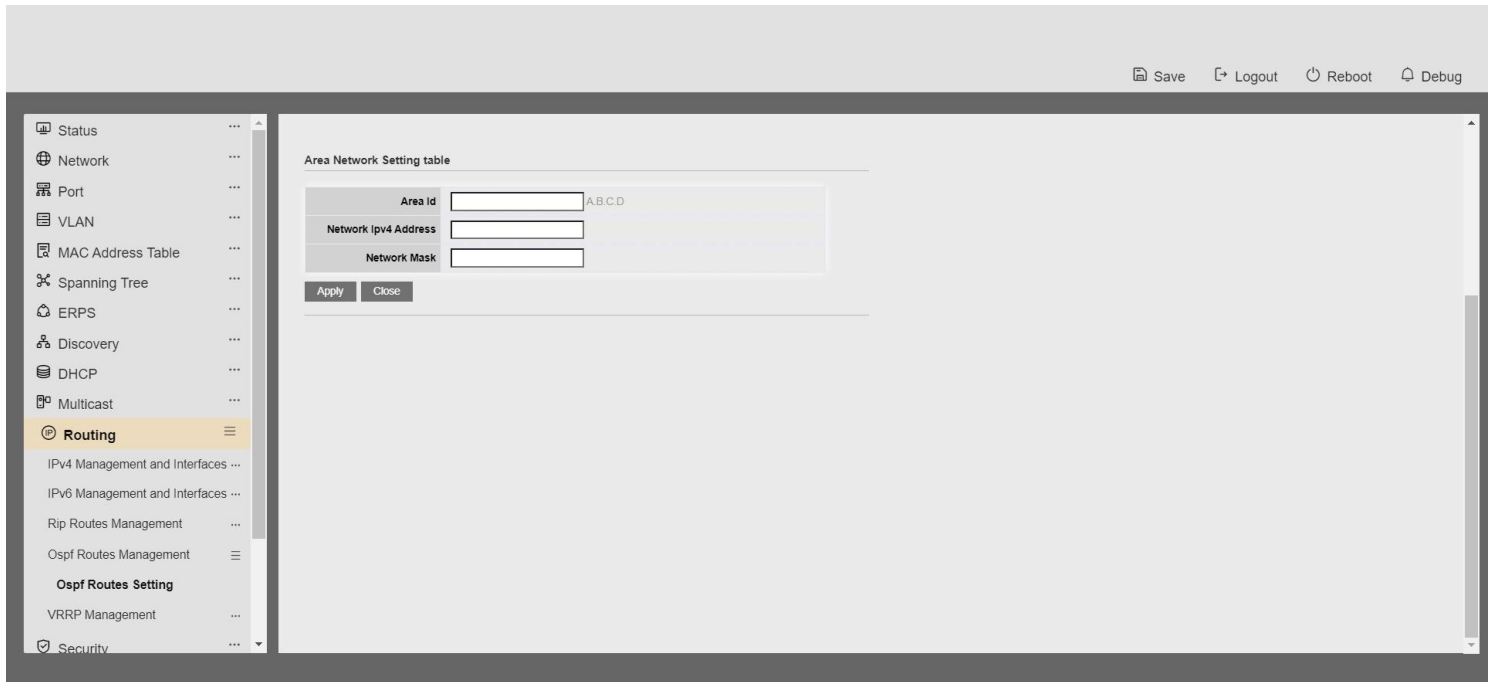 Save Logout Reboot Debug
Status
Network
Port
VLAN
MAC Address Table
Spanning Tree
ERPS
Discovery
DHCP
Multicast
Routing
IPv4 Management and Interfaces
IPv6 Management and Interfaces
Rip Routes Management
Ospf Routes Management
Ospf Routes Setting
VRRP Management
Security
Area Network Setting table
Area Id A.B.C.D
Network Ipv4 Address
Network Mask
Apply Close